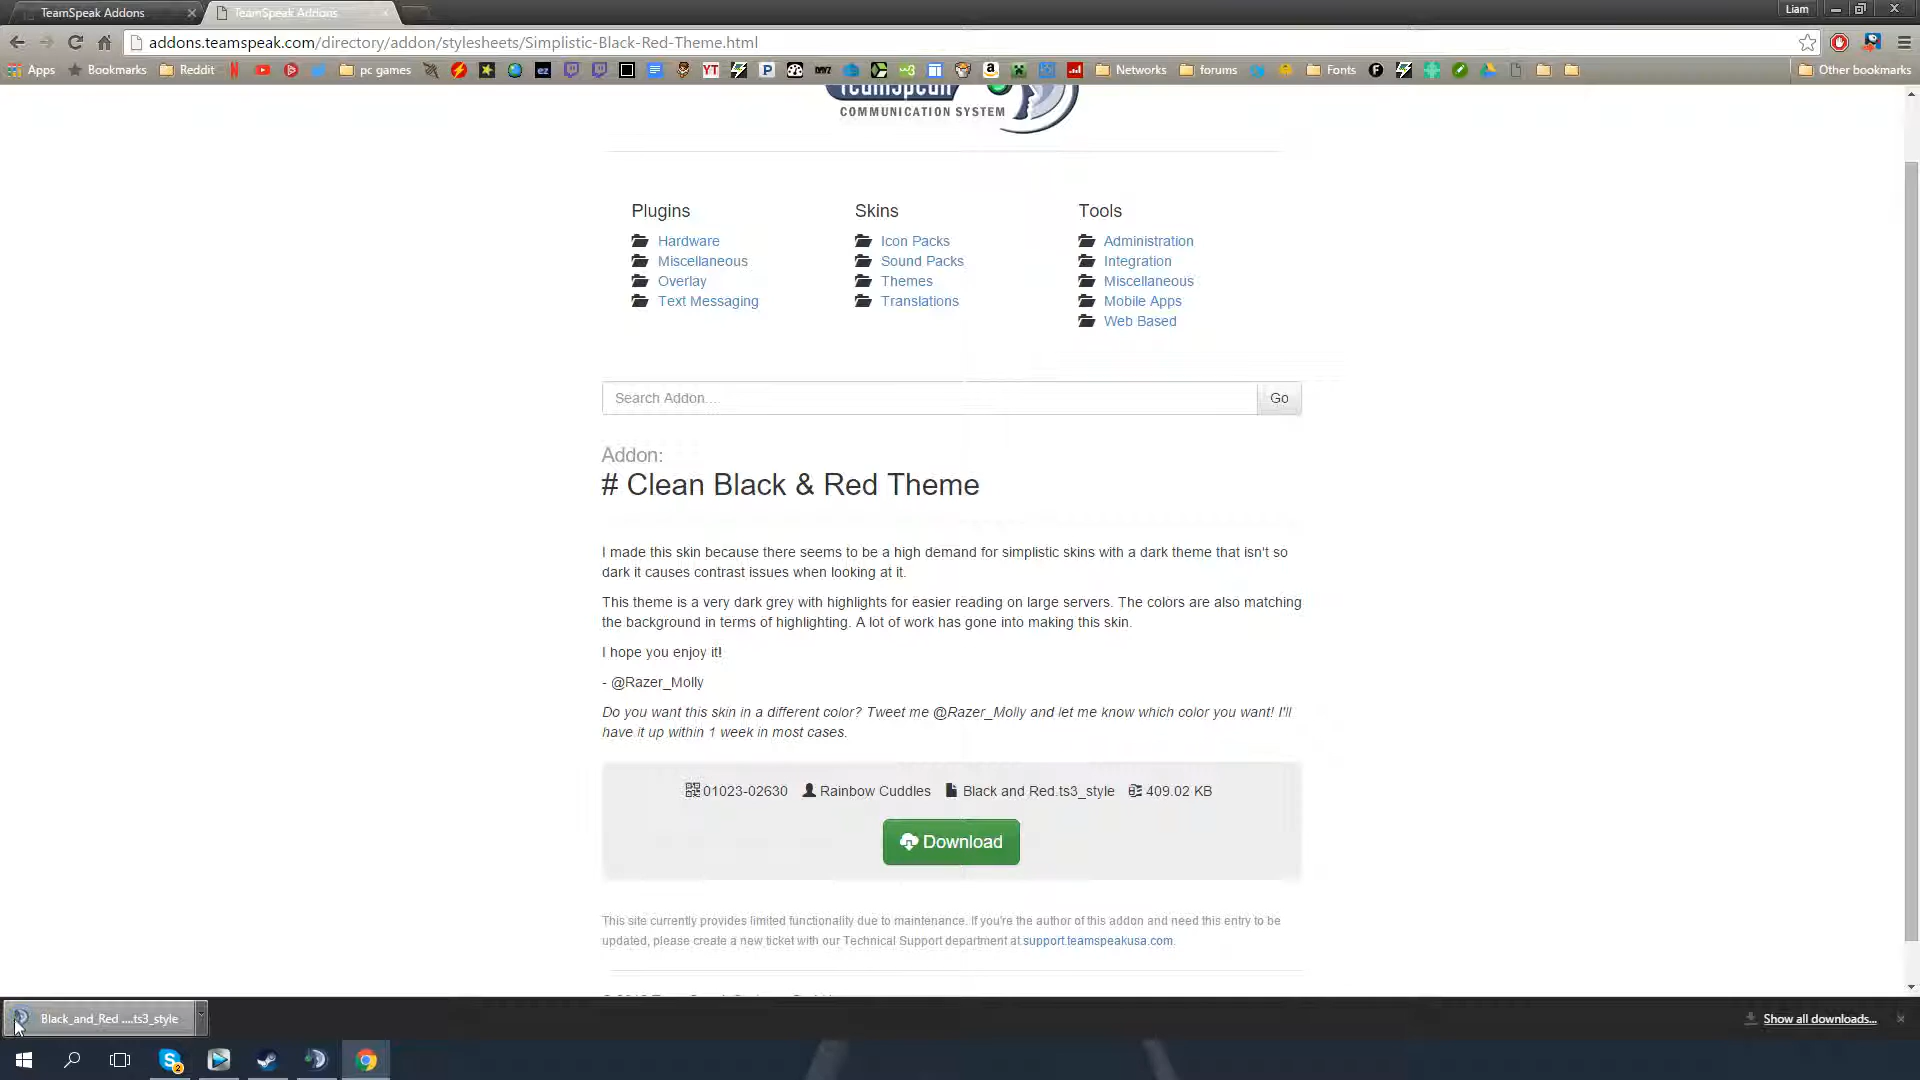 TeamSpeak Addons
TeamSpeak Addons
Liam
addons.teamspeak.com/directory/addon/stylesheets/Simplistic-Black-Red-Theme.html
Apps Bookmarks Reddit pc games Networks forums Fonts Other bookmarks
TeamSpeak
COMMUNICATION SYSTEM
Plugins
Hardware
Miscellaneous
Overlay
Text Messaging
Skins
Icon Packs
Sound Packs
Themes
Translations
Tools
Administration
Integration
Miscellaneous
Mobile Apps
Web Based
Search Addon....
Go
Addon:
# Clean Black & Red Theme
I made this skin because there seems to be a high demand for simplistic skins with a dark theme that isn't so
dark it causes contrast issues when looking at it.
This theme is a very dark grey with highlights for easier reading on large servers. The colors are also matching
the background in terms of highlighting. A lot of work has gone into making this skin.
I hope you enjoy it!
- @Razer_Molly
Do you want this skin in a different color? Tweet me @Razer_Molly and let me know which color you want! I'll
have it up within 1 week in most cases.
01023-02630 Rainbow Cuddles Black and Red.ts3_style 409.02 KB
Download
This site currently provides limited functionality due to maintenance. If you're the author of this addon and need this entry to be
updated, please create a new ticket with our Technical Support department at support.teamspeakusa.com.
Black_and_Red ....ts3_style
Show all downloads...